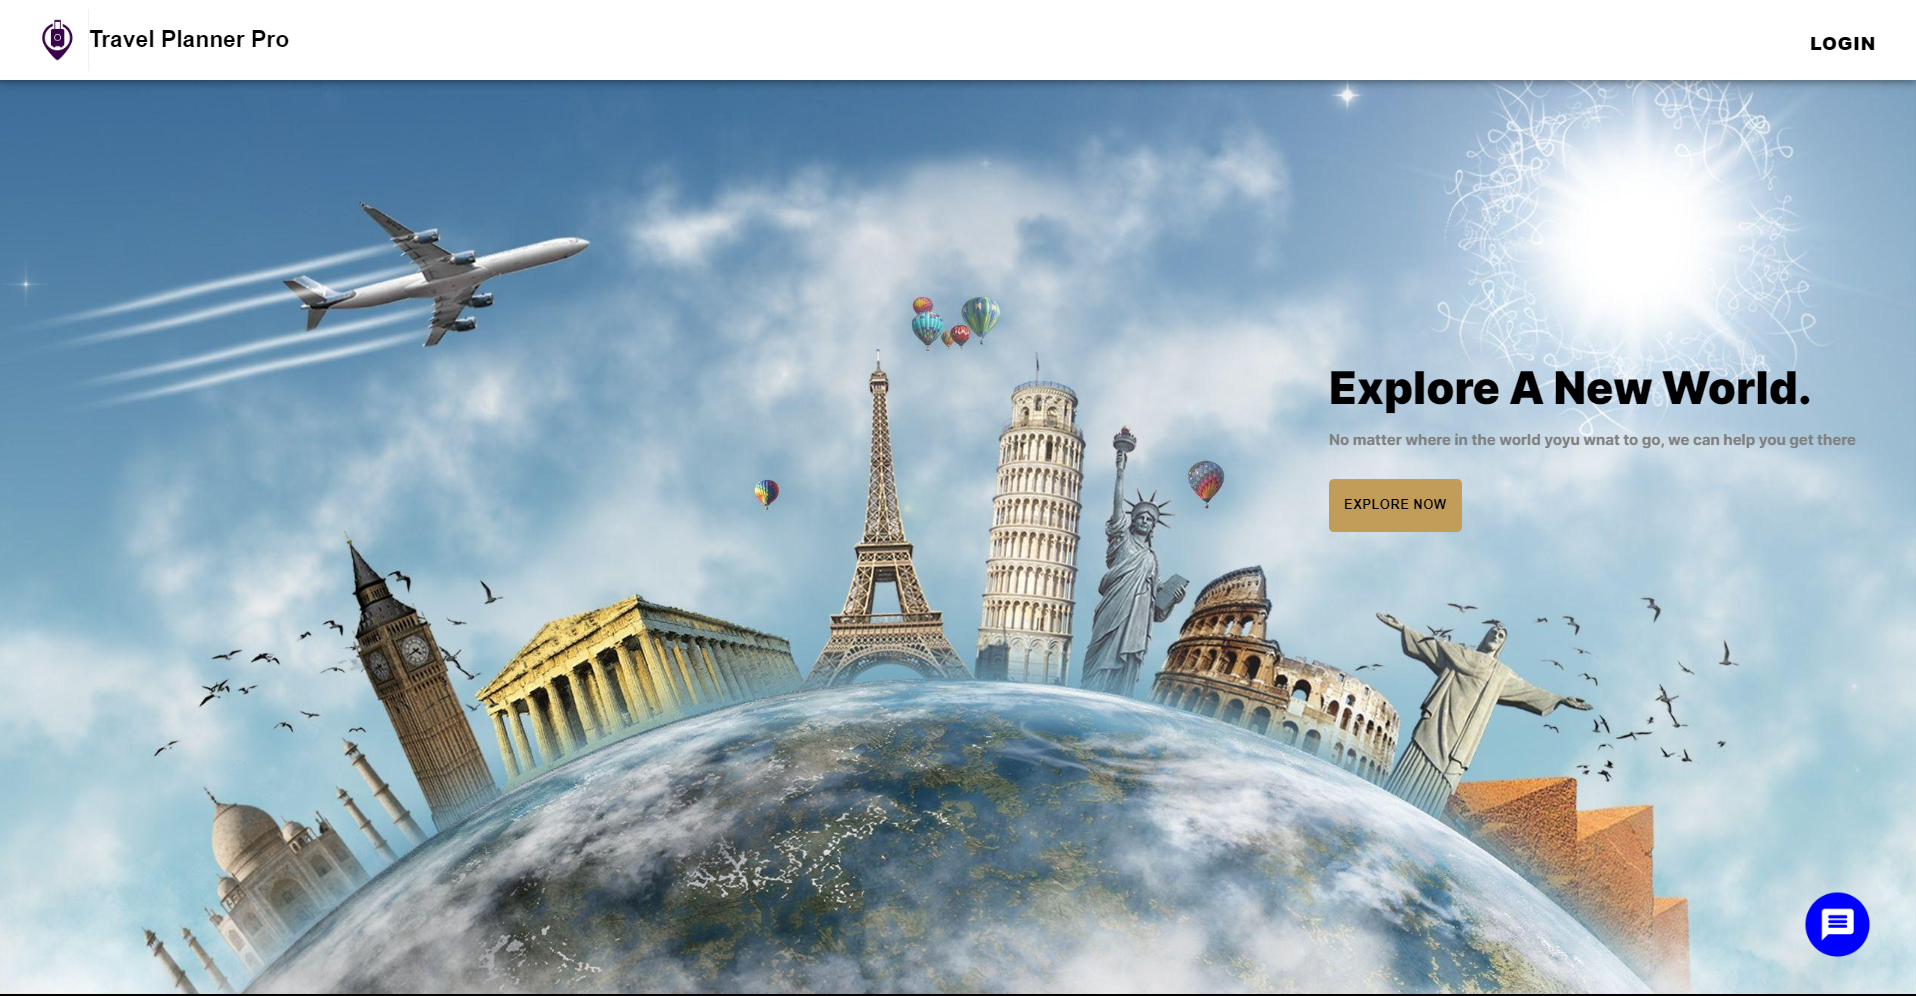 Travel Planner Pro
LOGIN
Explore A New World.
No matter where in the world yoyu wnat to go, we can help you get there
EXPLORE NOW